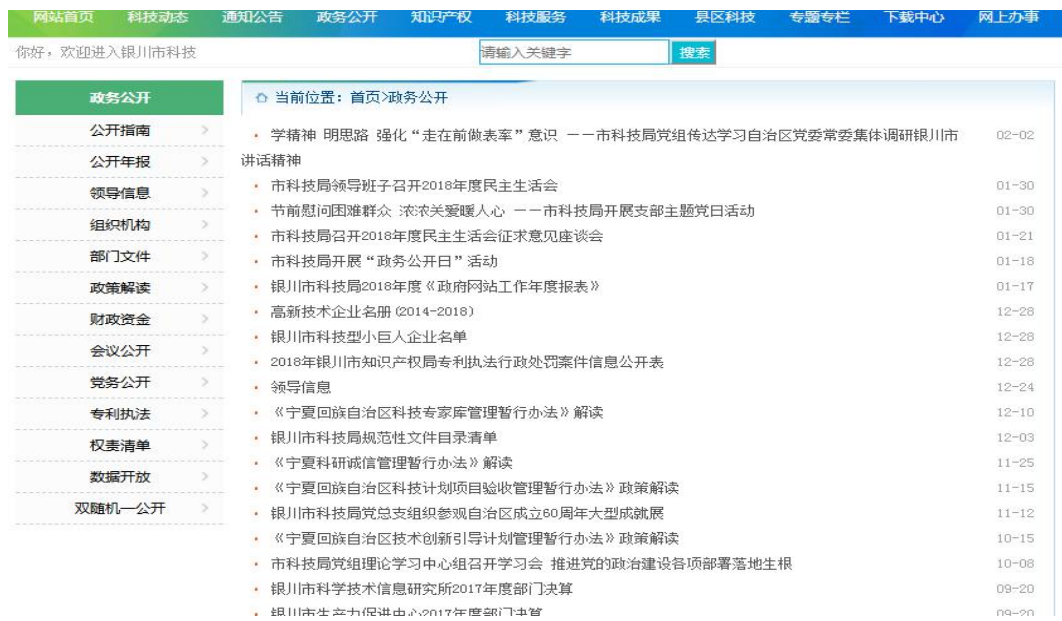 网站首页 科技动态 通知公告 政务公开 知识产权 科技服务 科技成果 县区科技 专题专栏 下载中心 网上办事
你好，欢迎进入银川市科技 请输入关键字 搜索
政务公开
公开指南
公开年报
领导信息
组织机构
部门文件
政策解读
财政资金
会议公开
党务公开
专利执法
权责清单
数据开放
双随机一公开
当前位置：首页>政务公开
学精神 明思路 强化“走在前做表率”意识 ——市科技局党组传达学习自治区党委常委集体调研银川市 02-02
讲话精神
市科技局领导班子召开2018年度民主生活会 01-30
节前慰问困难群众 浓浓关爱暖人心 ——市科技局开展支部主题党日活动 01-30
市科技局召开2018年度民主生活会征求意见座谈会 01-21
市科技局开展“政务公开日”活动 01-18
银川市科技局2018年度《政府网站工作年度报表》 01-17
高新技术企业名册(2014-2018) 12-28
银川市科技型小巨人企业名单 12-28
2018年银川市知识产权局专利执法行政处罚案件信息公开表 12-28
领导信息 12-24
《宁夏回族自治区科技专家库管理暂行办法》解读 12-10
银川市科技局规范性文件目录清单 12-03
《宁夏科研诚信管理暂行办法》解读 11-25
《宁夏回族自治区科技计划项目验收管理暂行办法》政策解读 11-15
银川市科技局党总支组织参观自治区成立60周年大型成就展 11-12
《宁夏回族自治区技术创新引导计划管理暂行办法》政策解读 10-15
市科技局党组理论学习中心组召开学习会 推进党的政治建设各项部署落地生根 10-08
银川市科学技术信息研究所2017年度部门决算 09-20
银川市生产力促进中心2017年度部门决算 09-20